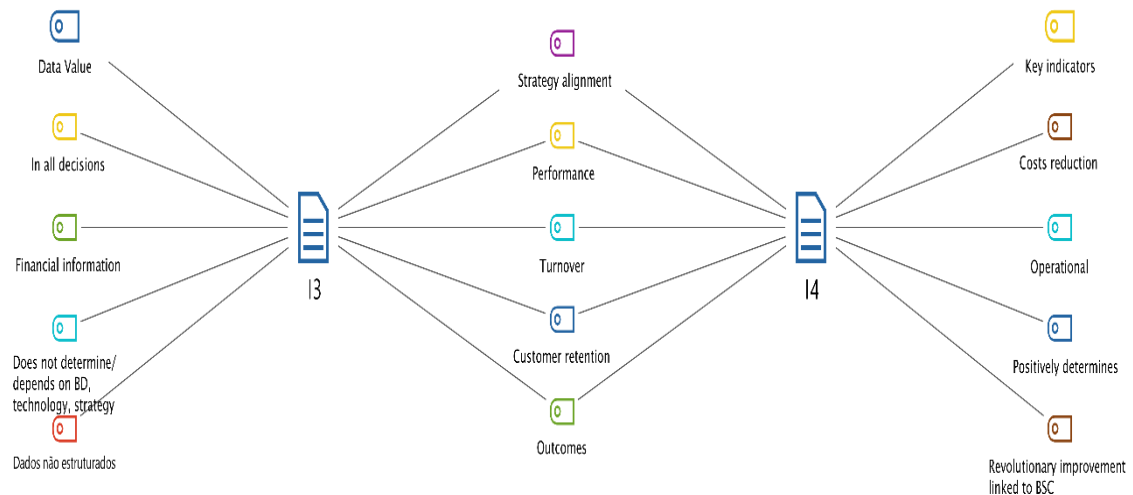 Data Value
In all decisions
Financial information
Does not determine/
depends on BD,
technology, strategy
Dados não estruturados
I3
Strategy alignment
Performance
Turnover
Customer retention
Outcomes
I4
Key indicators
Costs reduction
Operational
Positively determines
Revolutionary improvement
linked to BSC